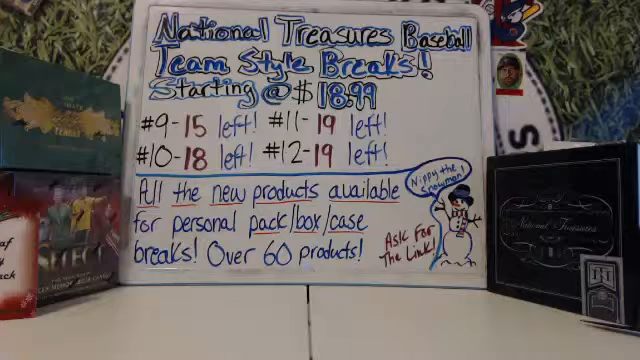 National Treasures Baseball
Team Style Breaks!
Starting @ $18.99
#9-15 left! #11-19 left!
#10-18 left! #12-19 left!
All the new products available
for personal pack/box/case
breaks! Over 60 products!
Nippy the
Snowman!
Ask For
The Link!
National Treasures
S